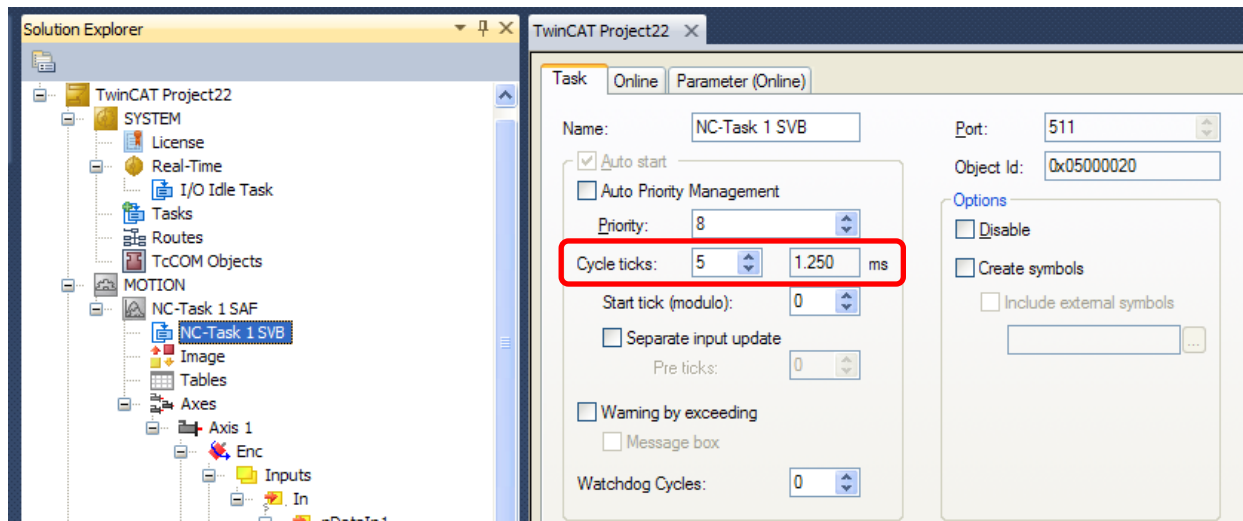 Solution Explorer
TwinCAT Project22
SYSTEM
License
Real-Time
I/O Idle Task
Tasks
Routes
TcCOM Objects
MOTION
NC-Task 1 SAF
NC-Task 1 SVB
Image
Tables
Axes
Axis 1
Enc
Inputs
In
nDataIn1
TwinCAT Project22
Task Online Parameter (Online)
Name: NC-Task 1 SVB
Auto start
Auto Priority Management
Priority: 8
Cycle ticks: 5 1.250 ms
Start tick (modulo): 0
Separate input update
Pre ticks: 0
Warning by exceeding
Message box
Watchdog Cycles: 0
Port: 511
Object Id: 0x05000020
Options
Disable
Create symbols
Include external symbols
...